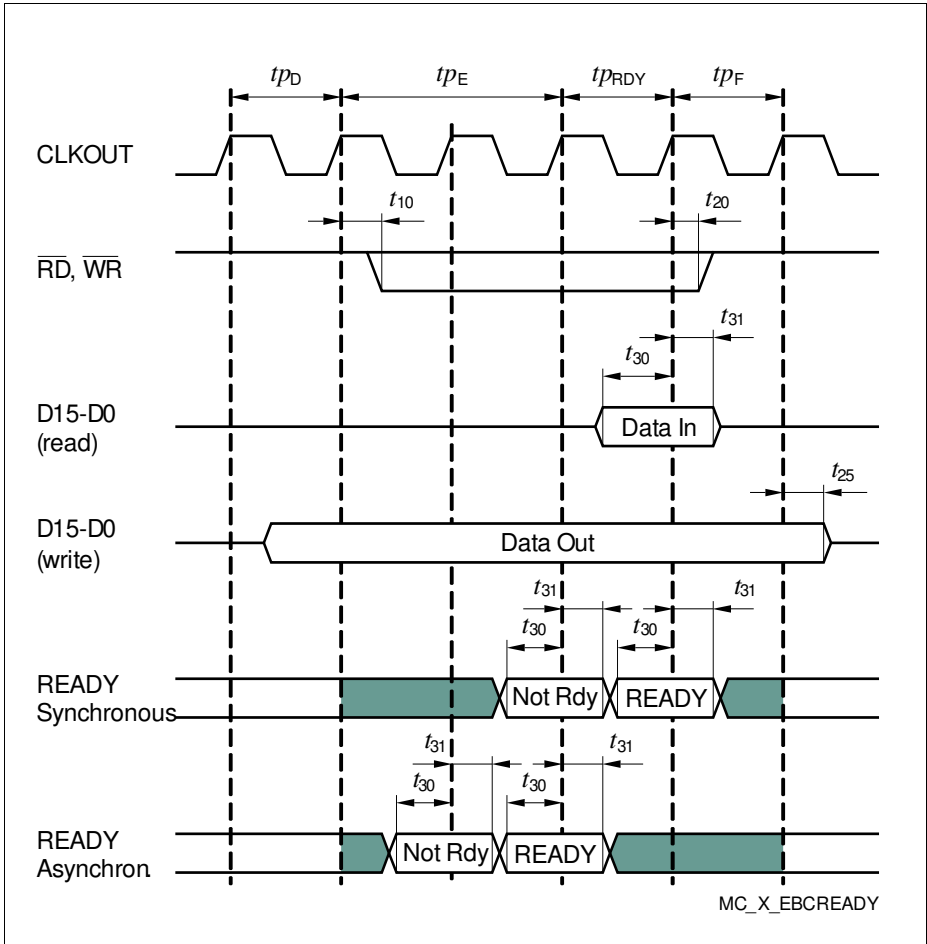 tpD tpE tpRDY tpF
CLKOUT
t10 t20
RD, WR
t31
t30
D15-D0
(read)
Data In
t25
D15-D0
(write)
Data Out
t31 t31
t30 t30
READY
Synchronous
Not Rdy READY
t31 t31
t30 t30
READY
Asynchron.
Not Rdy READY
MC_X_EBCREADY